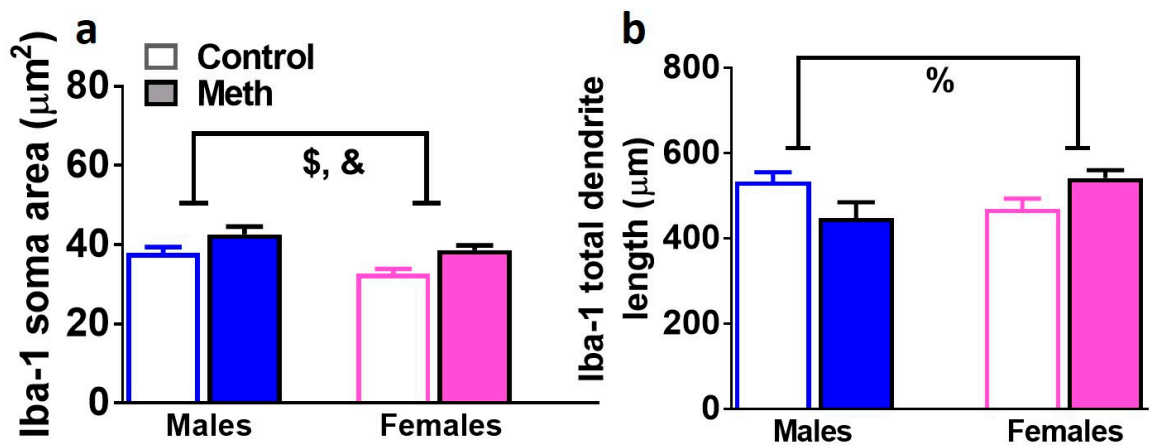 a
Control
Meth
Iba-1 soma area (μm²)
80
60
40
20
0
$, &
Males
Females
b
Iba-1 total dendrite
length (μm)
800
600
400
200
0
%
Males
Females